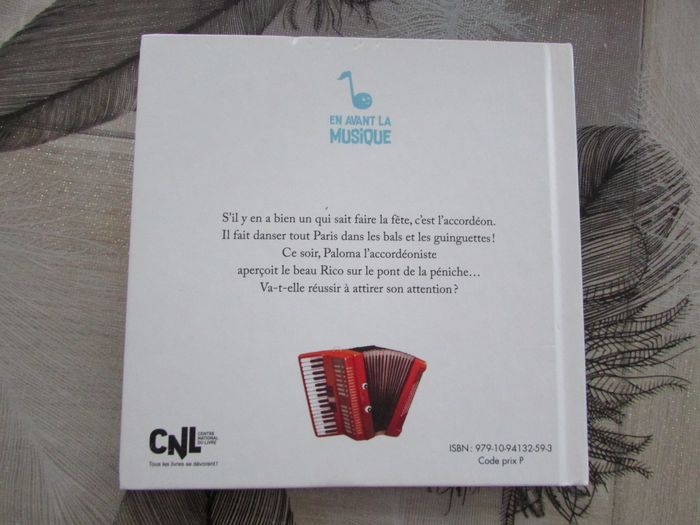 EN AVANT LA
MUSiQUE
S'il y en a bien un qui sait faire la fête, c'est l'accordéon.
Il fait danser tout Paris dans les bals et les guinguettes !
Ce soir, Paloma l'accordéoniste
aperçoit le beau Rico sur le pont de la péniche...
Va-t-elle réussir à attirer son attention ?
CNL CENTRE
NATIONAL
DU LIVRE
Tous les livres se dévorent !
ISBN : 979-10-94132-59-3
Code prix P